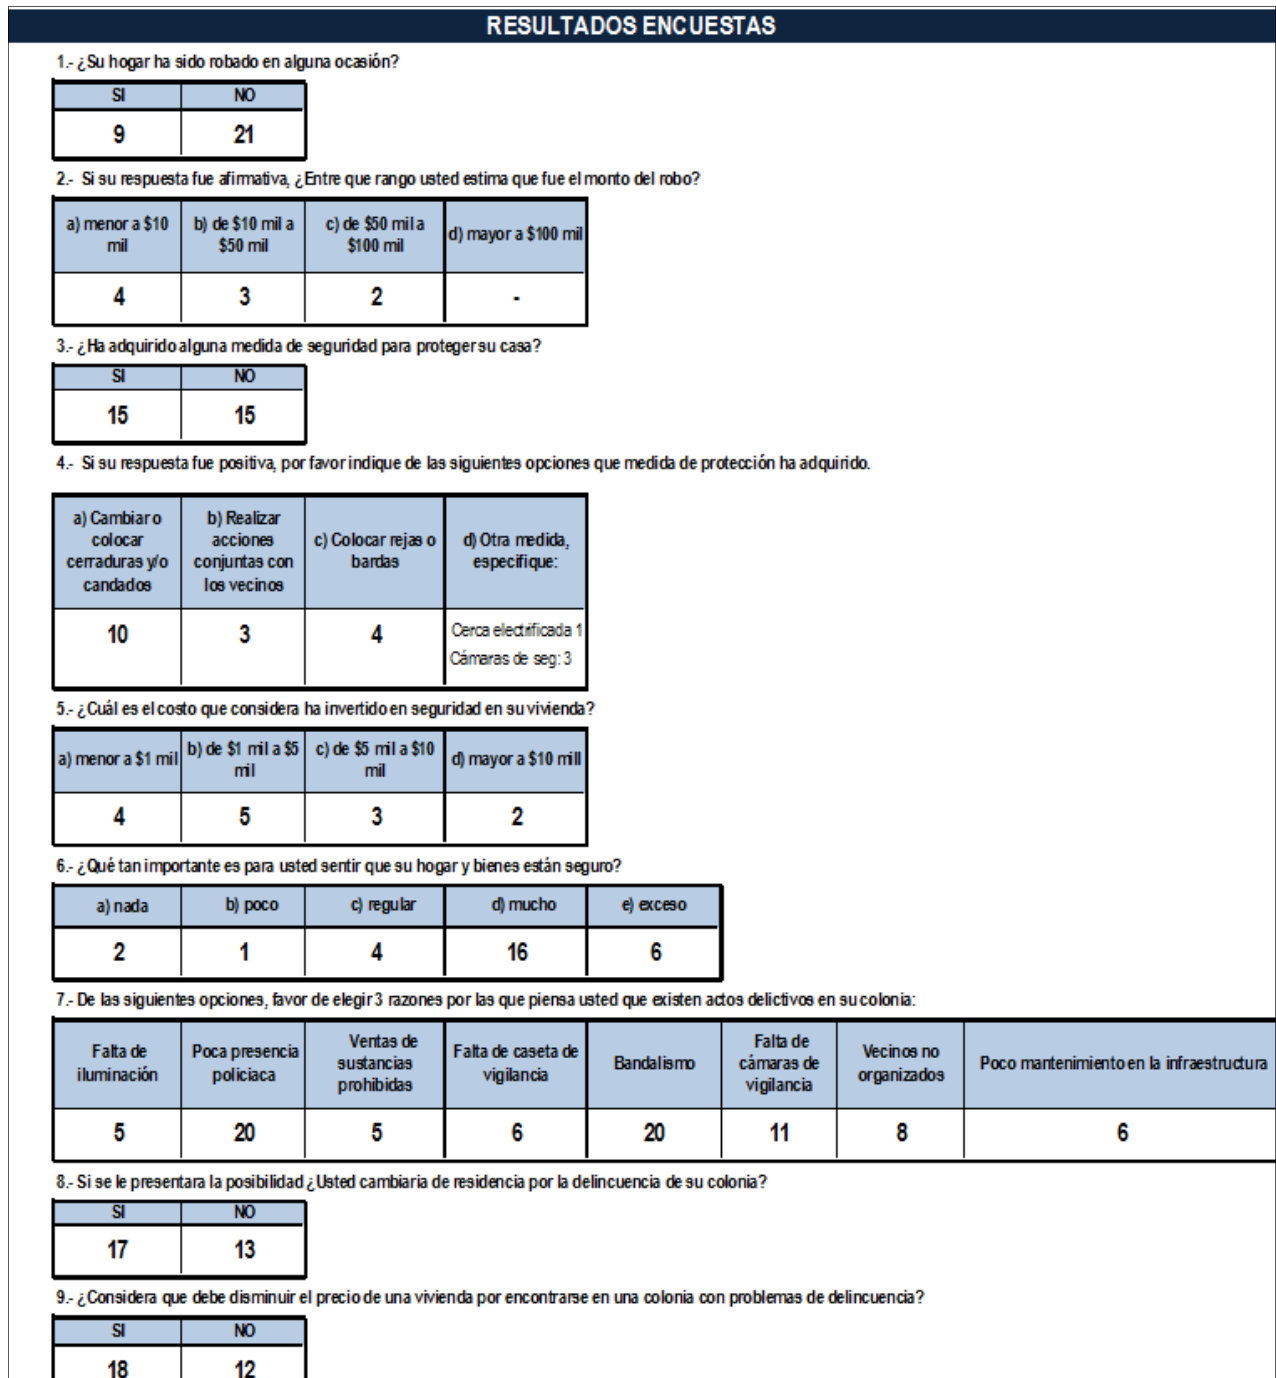 RESULTADOS ENCUESTAS
1.- ¿Su hogar ha sido robado en alguna ocasión?
SI NO
9 21
2.- Si su respuesta fue afirmativa, ¿Entre que rango usted estima que fue el monto del robo?
a) menor a $10 mil b) de $10 mil a $50 mil c) de $50 mil a $100 mil d) mayor a $100 mil
4 3 2 -
3.- ¿Ha adquirido alguna medida de seguridad para proteger su casa?
SI NO
15 15
4.- Si su respuesta fue positiva, por favor indique de las siguientes opciones que medida de protección ha adquirido.
a) Cambiar o colocar cerraduras y/o candados b) Realizar acciones conjuntas con los vecinos c) Colocar rejas o bardas d) Otra medida, especifique:
10 3 4 Cerca electrificada 1
Cámaras de seg: 3
5.- ¿Cuál es el costo que considera ha invertido en seguridad en su vivienda?
a) menor a $1 mil b) de $1 mil a $5 mil c) de $5 mil a $10 mil d) mayor a $10 mill
4 5 3 2
6.- ¿Qué tan importante es para usted sentir que su hogar y bienes están seguro?
a) nada b) poco c) regular d) mucho e) exceso
2 1 4 16 6
7.- De las siguientes opciones, favor de elegir 3 razones por las que piensa usted que existen actos delictivos en su colonia:
Falta de iluminación Poca presencia policiaca Ventas de sustancias prohibidas Falta de caseta de vigilancia Bandalismo Falta de cámaras de vigilancia Vecinos no organizados Poco mantenimiento en la infraestructura
5 20 5 6 20 11 8 6
8.- Si se le presentara la posibilidad ¿Usted cambiaria de residencia por la delincuencia de su colonia?
SI NO
17 13
9.- ¿Considera que debe disminuir el precio de una vivienda por encontrarse en una colonia con problemas de delincuencia?
SI NO
18 12